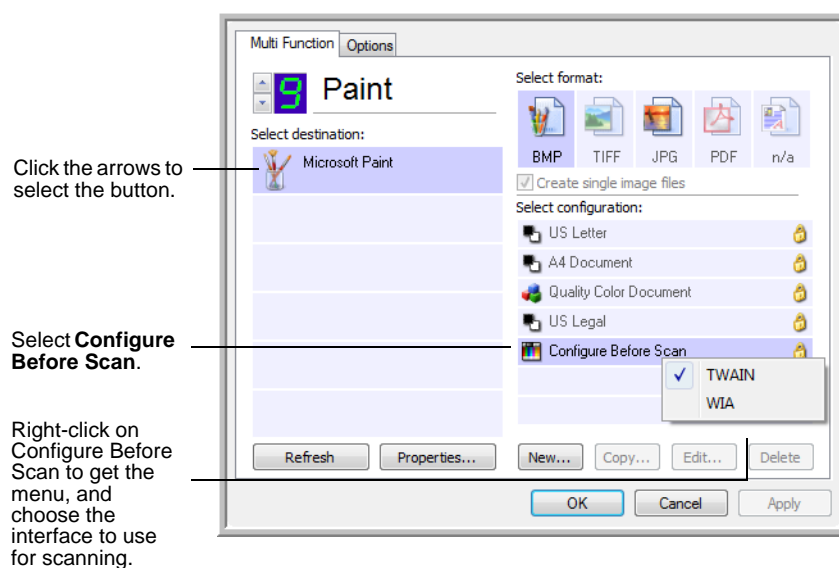 Multi Function Options
9 Paint
Select destination:
Microsoft Paint
Refresh Properties...
Select format:
BMP TIFF JPG PDF n/a
Create single image files
Select configuration:
US Letter
A4 Document
Quality Color Document
US Legal
Configure Before Scan
TWAIN
WIA
New... Copy... Edit... Delete
OK Cancel Apply
Click the arrows to
select the button.
Select Configure
Before Scan.
Right-click on
Configure Before
Scan to get the
menu, and
choose the
interface to use
for scanning.